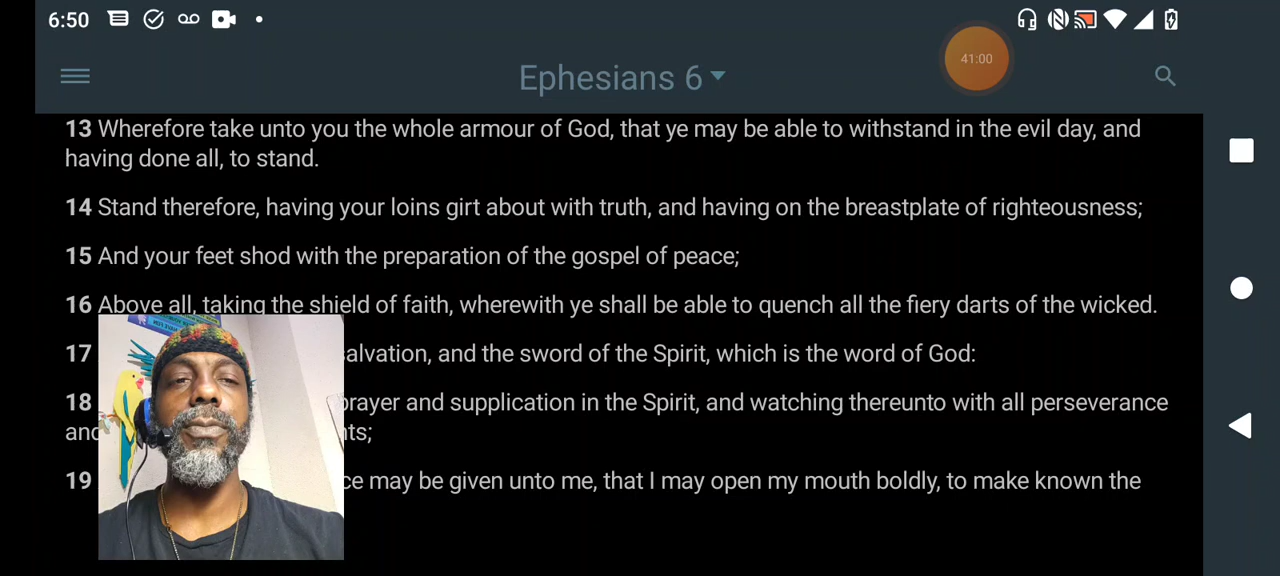 6:50
41:00
Ephesians 6
13 Wherefore take unto you the whole armour of God, that ye may be able to withstand in the evil day, and
having done all, to stand.
14 Stand therefore, having your loins girt about with truth, and having on the breastplate of righteousness;
15 And your feet shod with the preparation of the gospel of peace;
16 Above all, taking the shield of faith, wherewith ye shall be able to quench all the fiery darts of the wicked.
17 salvation, and the sword of the Spirit, which is the word of God:
18 prayer and supplication in the Spirit, and watching thereunto with all perseverance
19 may be given unto me, that I may open my mouth boldly, to make known the